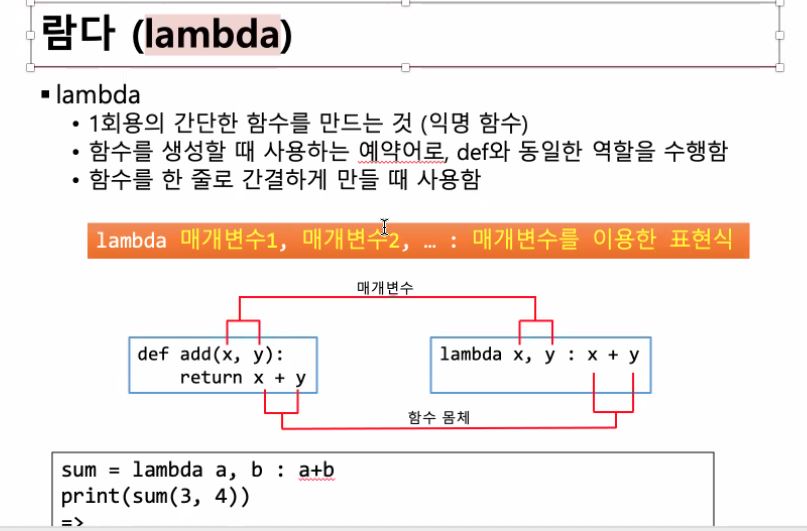 람다 (lambda)
lambda
1회용의 간단한 함수를 만드는 것 (익명 함수)
함수를 생성할 때 사용하는 예약어로, def와 동일한 역할을 수행함
함수를 한 줄로 간결하게 만들 때 사용함
lambda 매개변수1, 매개변수2, … : 매개변수를 이용한 표현식
매개변수
def add(x, y):
return x + y
lambda x, y : x + y
함수 몸체
sum = lambda a, b : a+b
print(sum(3, 4))
=>